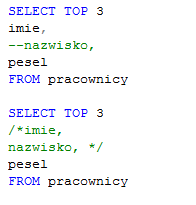 SELECT TOP 3
imie,
--nazwisko,
pesel
FROM pracownicy

SELECT TOP 3
/*imie,
nazwisko, */
pesel
FROM pracownicy